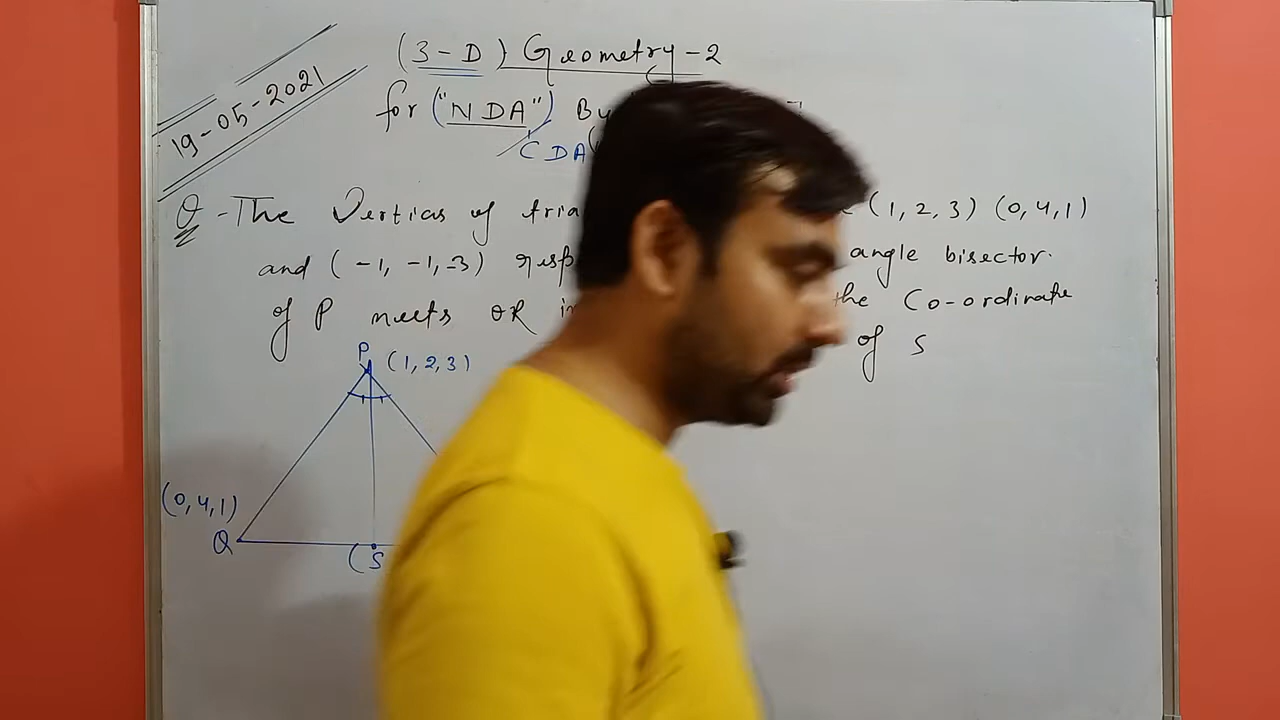 (3-D) Geometry-2
19-05-2021
for ("NDA") By
CDA
Q - The Vertias of tria (1, 2, 3) (0, 4, 1)
and (-1, -1, -3) resp angle bisector.
of P meets QR in the Co-ordinate
of S
P (1, 2, 3)
(0, 4, 1)
Q
(S